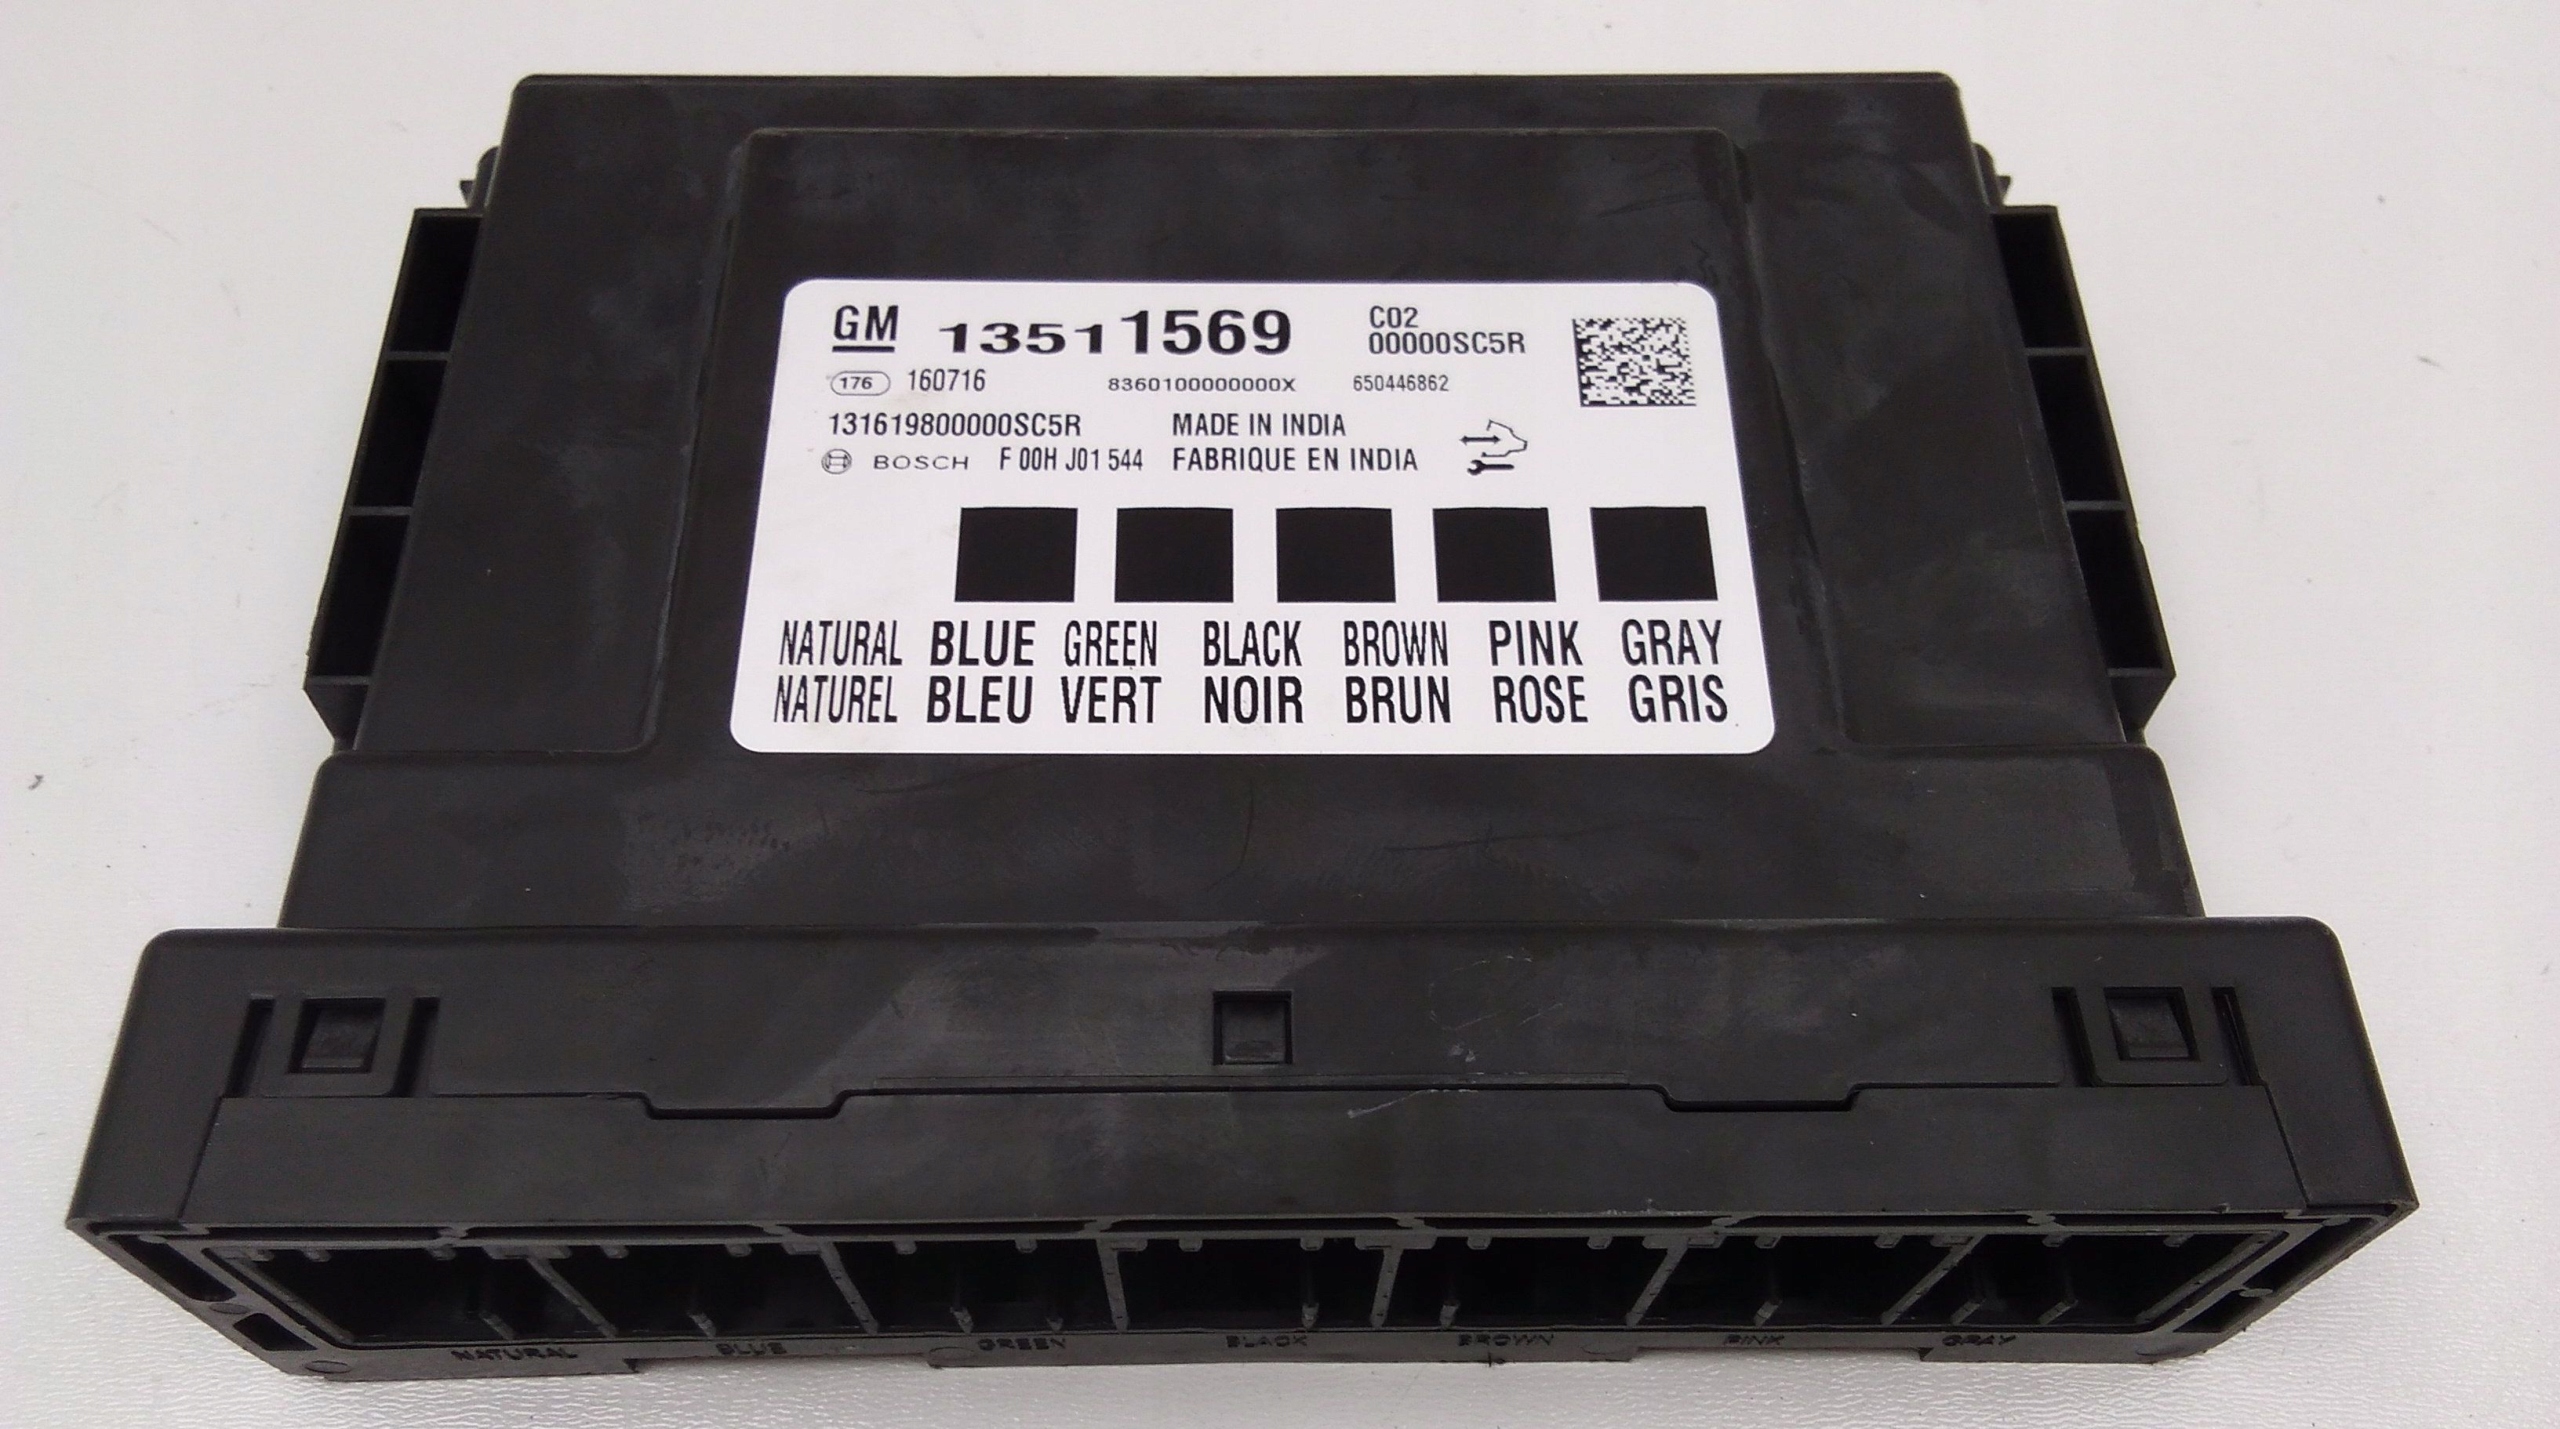 GM 13511569 C02
00000SC5R
176 160716 8360100000000X 650446862
131619800000SC5R MADE IN INDIA
BOSCH F 00H J01 544 FABRIQUE EN INDIA
NATURAL BLUE GREEN BLACK BROWN PINK GRAY
NATUREL BLEU VERT NOIR BRUN ROSE GRIS
NATURAL BLUE GREEN BLACK BROWN PINK GRAY